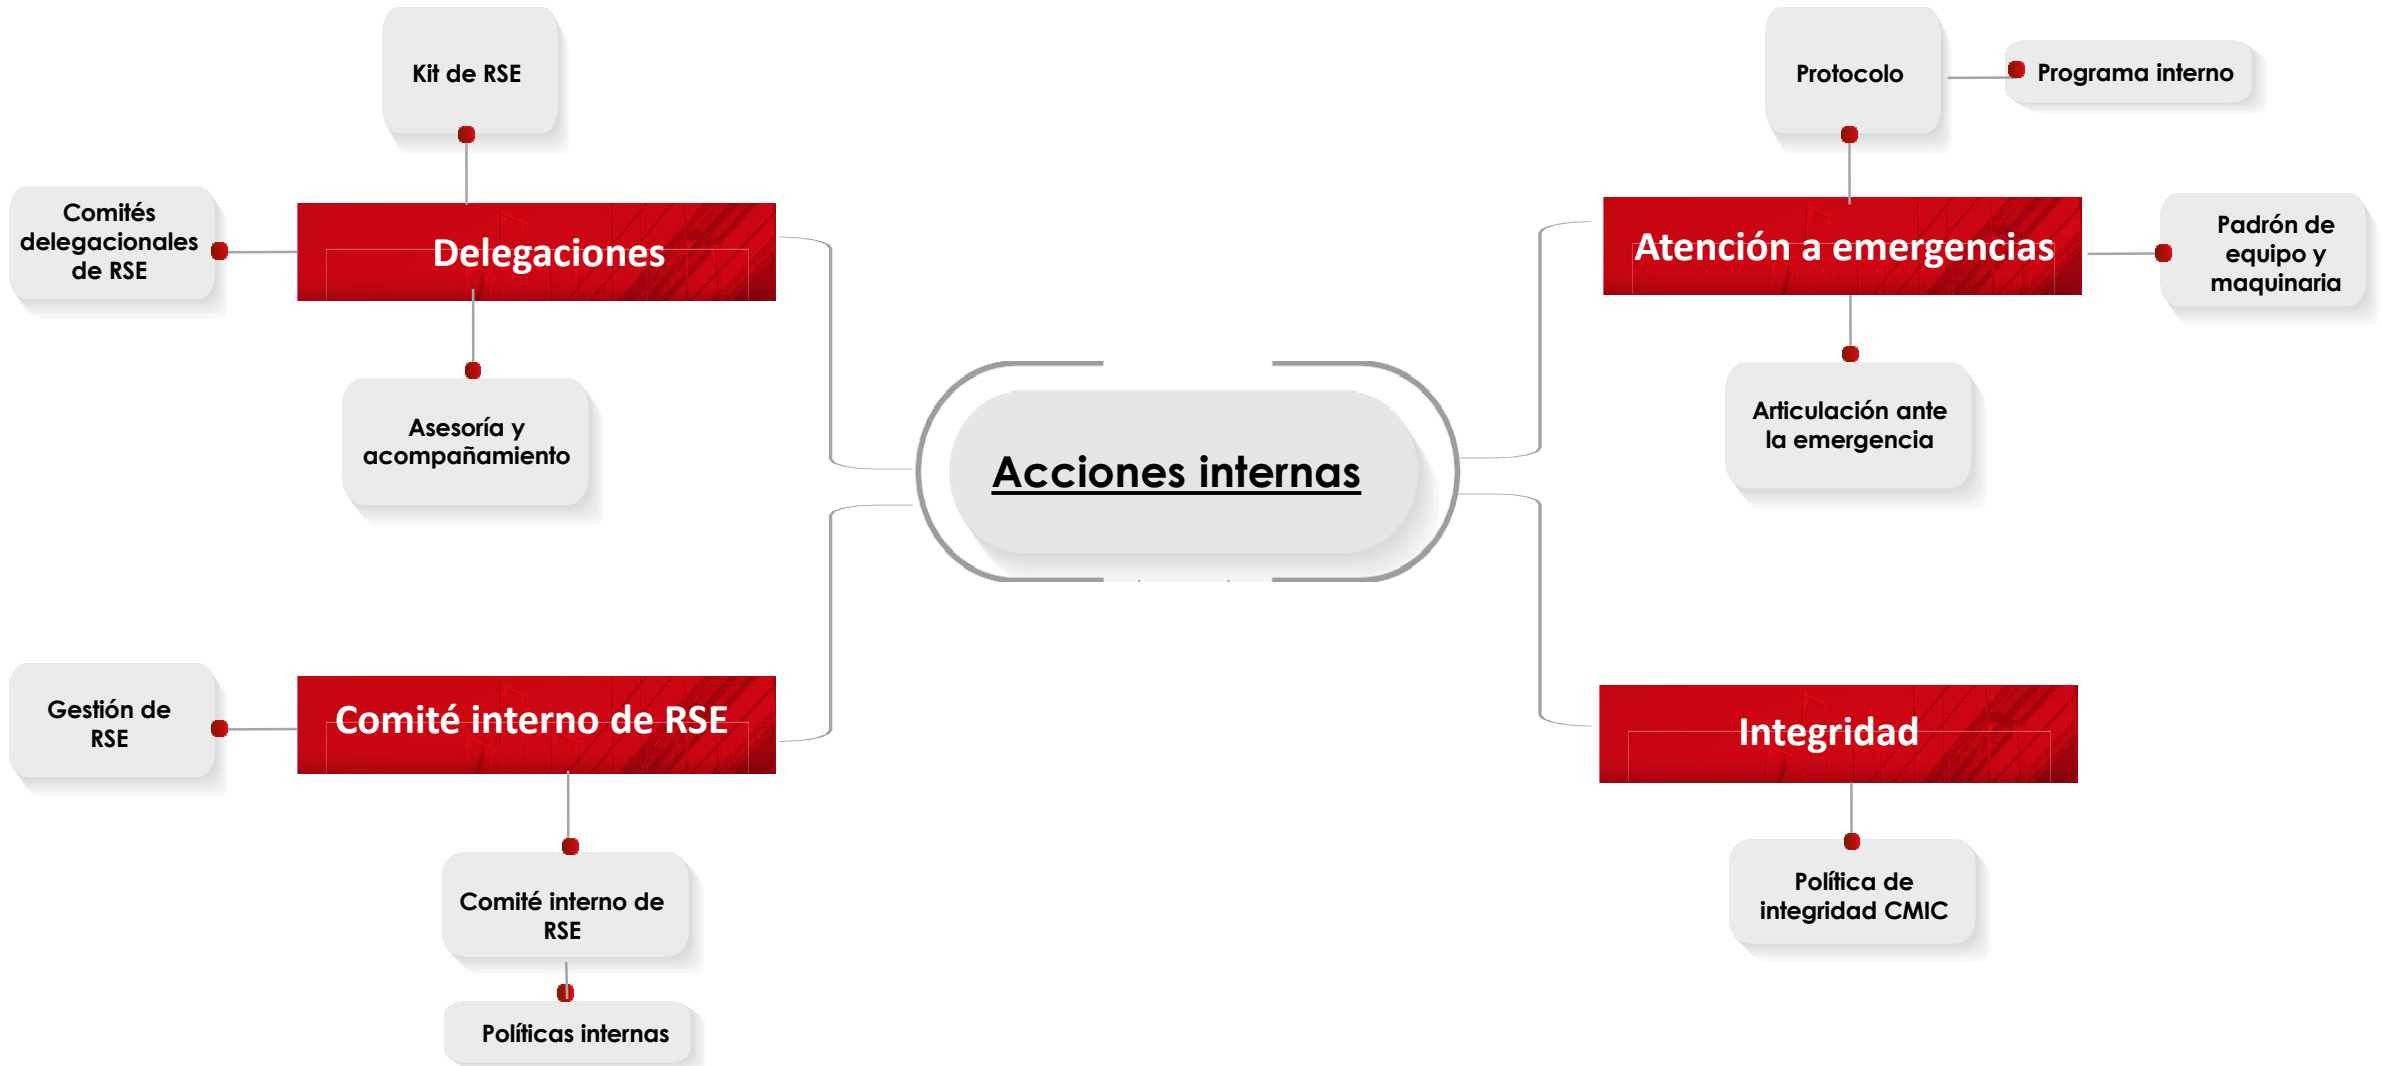 Kit de RSE
Comités
delegacionales
de RSE
Delegaciones
Asesoría y
acompañamiento
Protocolo
Programa interno
Atención a emergencias
Padrón de
equipo y
maquinaria
Articulación ante
la emergencia
Acciones internas
Gestión de
RSE
Comité interno de RSE
Comité interno de
RSE
Políticas internas
Integridad
Política de
integridad CMIC